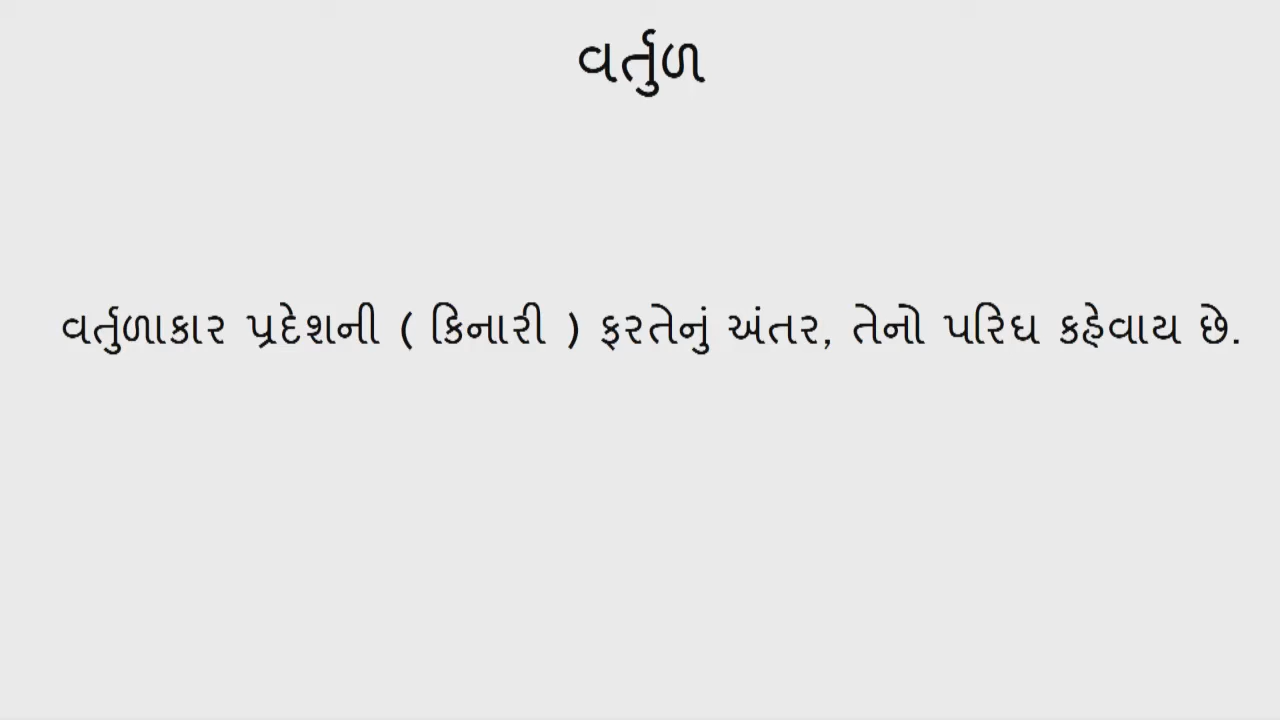 વર્તુળ
વર્તુળાકાર પ્રદેશની ( કિનારી ) ફરતેનું અંતર, તેનો પરિઘ કહેવાય છે.